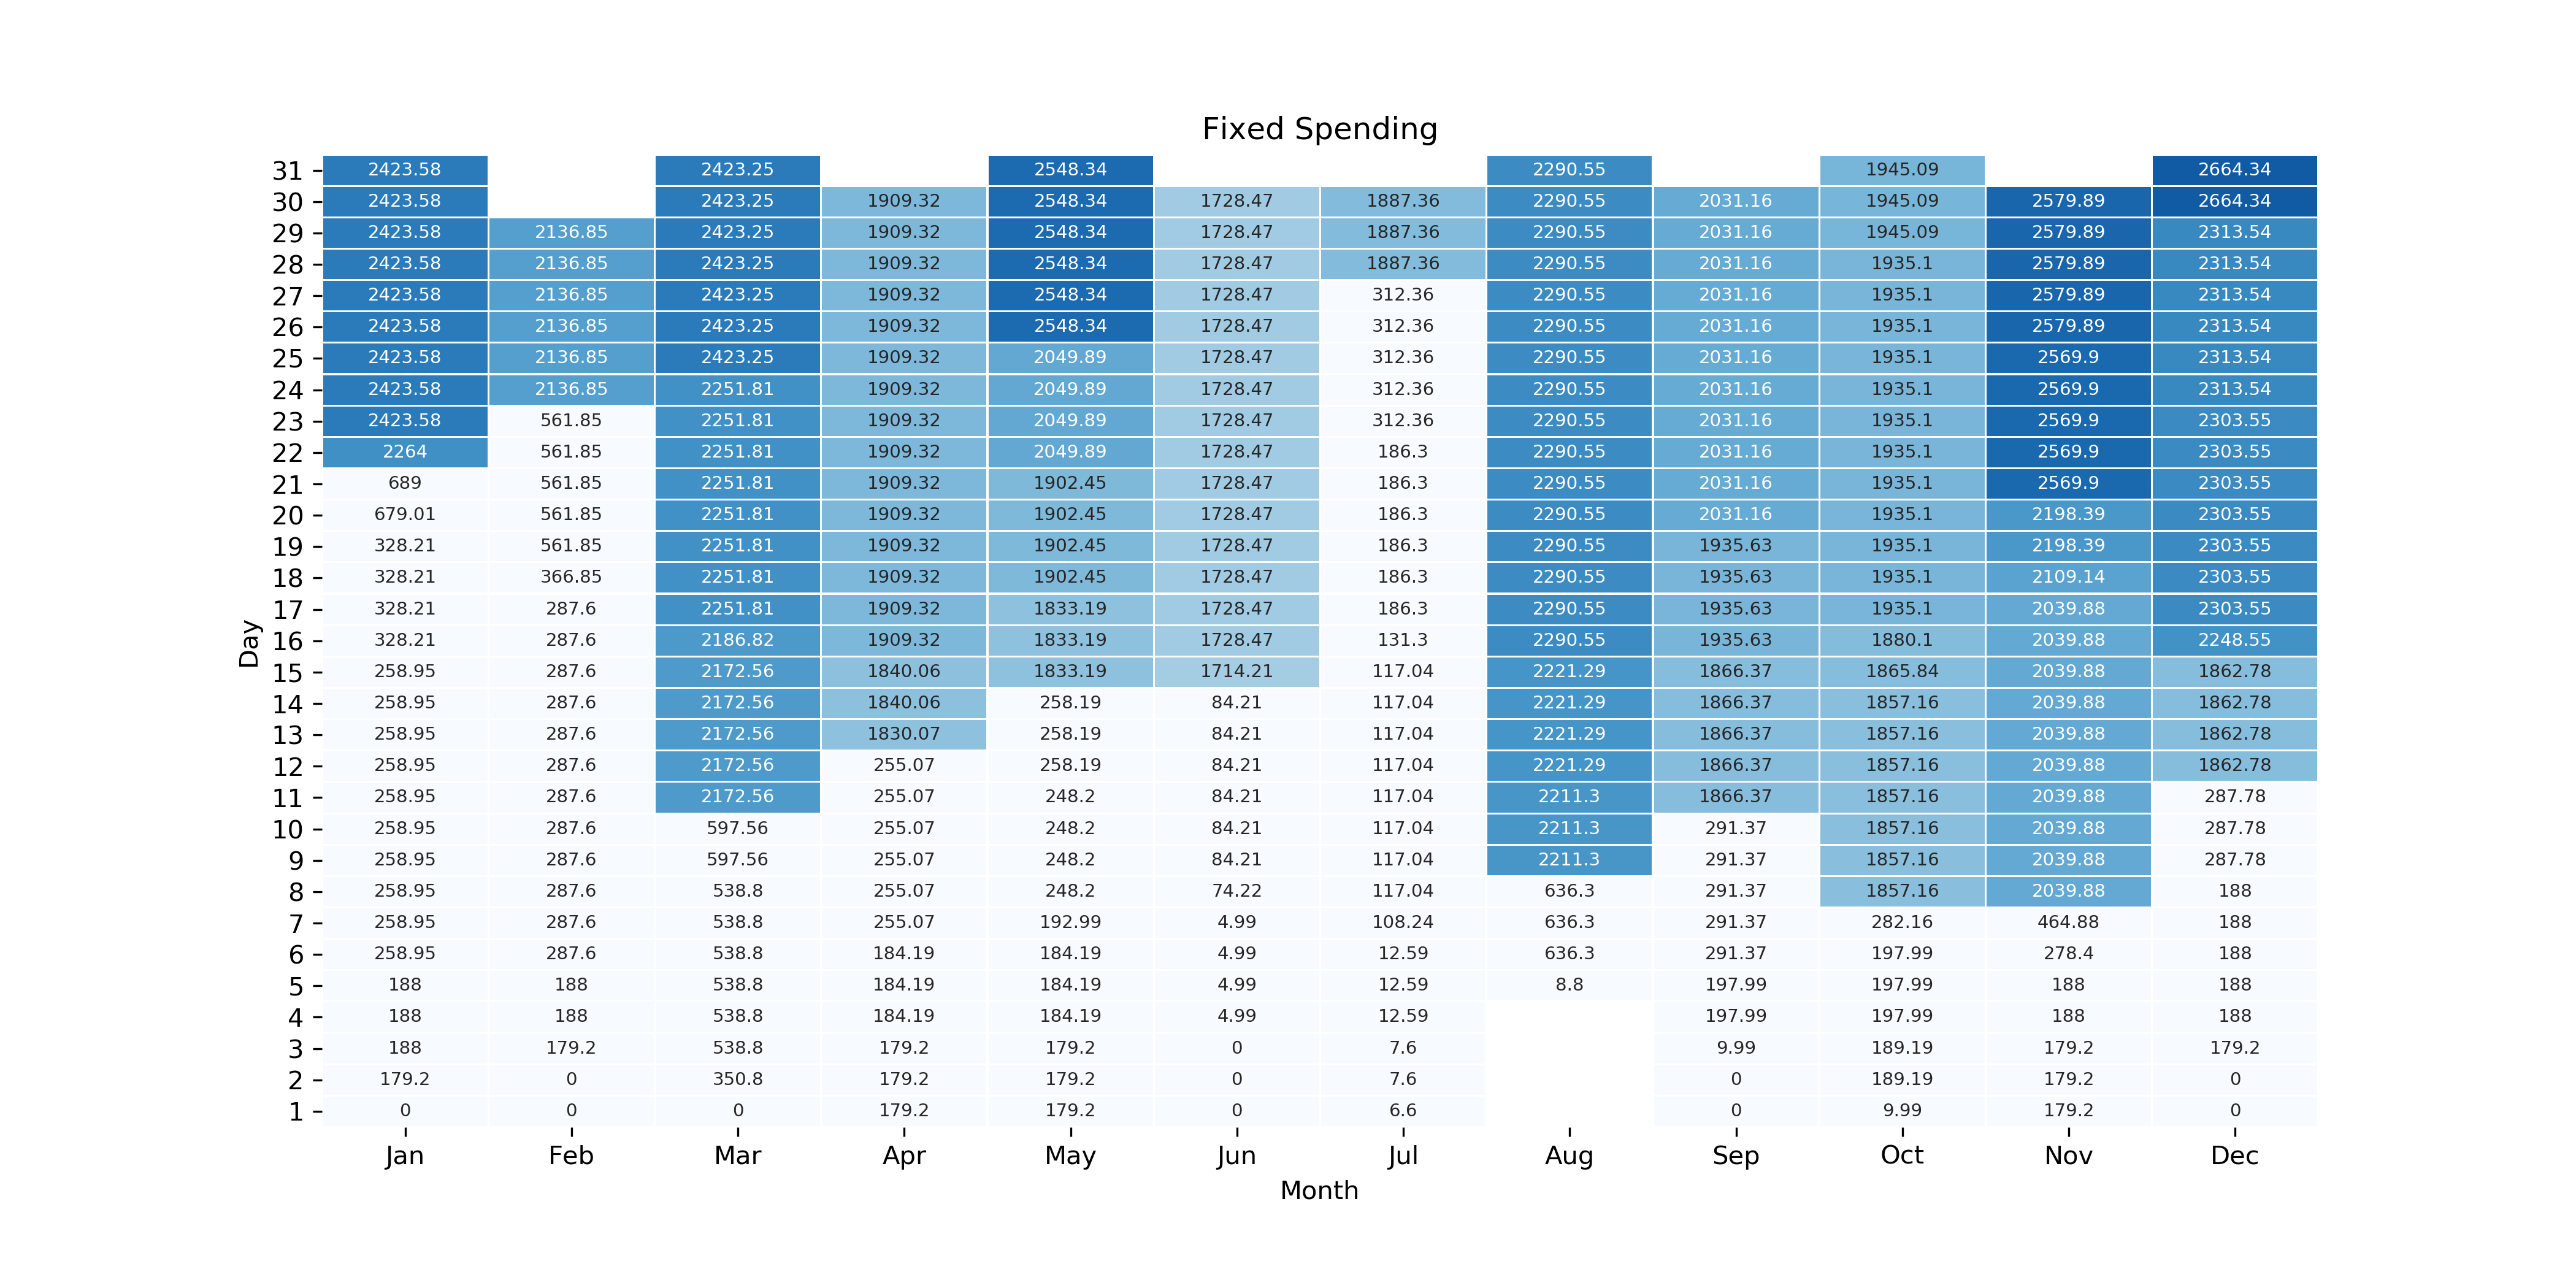 Fixed Spending
31 2423.58 2423.25 2548.34 2290.55 1945.09 2664.34
30 2423.58 2423.25 1909.32 2548.34 1728.47 1887.36 2290.55 2031.16 1945.09 2579.89 2664.34
29 2423.58 2136.85 2423.25 1909.32 2548.34 1728.47 1887.36 2290.55 2031.16 1945.09 2579.89 2313.54
28 2423.58 2136.85 2423.25 1909.32 2548.34 1728.47 1887.36 2290.55 2031.16 1935.1 2579.89 2313.54
27 2423.58 2136.85 2423.25 1909.32 2548.34 1728.47 312.36 2290.55 2031.16 1935.1 2579.89 2313.54
26 2423.58 2136.85 2423.25 1909.32 2548.34 1728.47 312.36 2290.55 2031.16 1935.1 2579.89 2313.54
25 2423.58 2136.85 2423.25 1909.32 2049.89 1728.47 312.36 2290.55 2031.16 1935.1 2569.9 2313.54
24 2423.58 2136.85 2251.81 1909.32 2049.89 1728.47 312.36 2290.55 2031.16 1935.1 2569.9 2313.54
23 2423.58 561.85 2251.81 1909.32 2049.89 1728.47 312.36 2290.55 2031.16 1935.1 2569.9 2303.55
22 2264 561.85 2251.81 1909.32 2049.89 1728.47 186.3 2290.55 2031.16 1935.1 2569.9 2303.55
21 689 561.85 2251.81 1909.32 1902.45 1728.47 186.3 2290.55 2031.16 1935.1 2569.9 2303.55
20 679.01 561.85 2251.81 1909.32 1902.45 1728.47 186.3 2290.55 2031.16 1935.1 2198.39 2303.55
19 328.21 561.85 2251.81 1909.32 1902.45 1728.47 186.3 2290.55 1935.63 1935.1 2198.39 2303.55
18 328.21 366.85 2251.81 1909.32 1902.45 1728.47 186.3 2290.55 1935.63 1935.1 2109.14 2303.55
17 328.21 287.6 2251.81 1909.32 1833.19 1728.47 186.3 2290.55 1935.63 1935.1 2039.88 2303.55
16 328.21 287.6 2186.82 1909.32 1833.19 1728.47 131.3 2290.55 1935.63 1880.1 2039.88 2248.55
15 258.95 287.6 2172.56 1840.06 1833.19 1714.21 117.04 2221.29 1866.37 1865.84 2039.88 1862.78
14 258.95 287.6 2172.56 1840.06 258.19 84.21 117.04 2221.29 1866.37 1857.16 2039.88 1862.78
13 258.95 287.6 2172.56 1830.07 258.19 84.21 117.04 2221.29 1866.37 1857.16 2039.88 1862.78
12 258.95 287.6 2172.56 255.07 258.19 84.21 117.04 2221.29 1866.37 1857.16 2039.88 1862.78
11 258.95 287.6 2172.56 255.07 248.2 84.21 117.04 2211.3 1866.37 1857.16 2039.88 287.78
10 258.95 287.6 597.56 255.07 248.2 84.21 117.04 2211.3 291.37 1857.16 2039.88 287.78
9 258.95 287.6 597.56 255.07 248.2 84.21 117.04 2211.3 291.37 1857.16 2039.88 287.78
8 258.95 287.6 538.8 255.07 248.2 74.22 117.04 636.3 291.37 1857.16 2039.88 188
7 258.95 287.6 538.8 255.07 192.99 4.99 108.24 636.3 291.37 282.16 464.88 188
6 258.95 287.6 538.8 184.19 184.19 4.99 12.59 636.3 291.37 197.99 278.4 188
5 188 188 538.8 184.19 184.19 4.99 12.59 8.8 197.99 197.99 188 188
4 188 188 538.8 184.19 184.19 4.99 12.59 197.99 197.99 188 188
3 188 179.2 538.8 179.2 179.2 0 7.6 9.99 189.19 179.2 179.2
2 179.2 0 350.8 179.2 179.2 0 7.6 0 189.19 179.2 0
1 0 0 0 179.2 179.2 0 6.6 0 9.99 179.2 0
Day
Jan Feb Mar Apr May Jun Jul Aug Sep Oct Nov Dec
Month